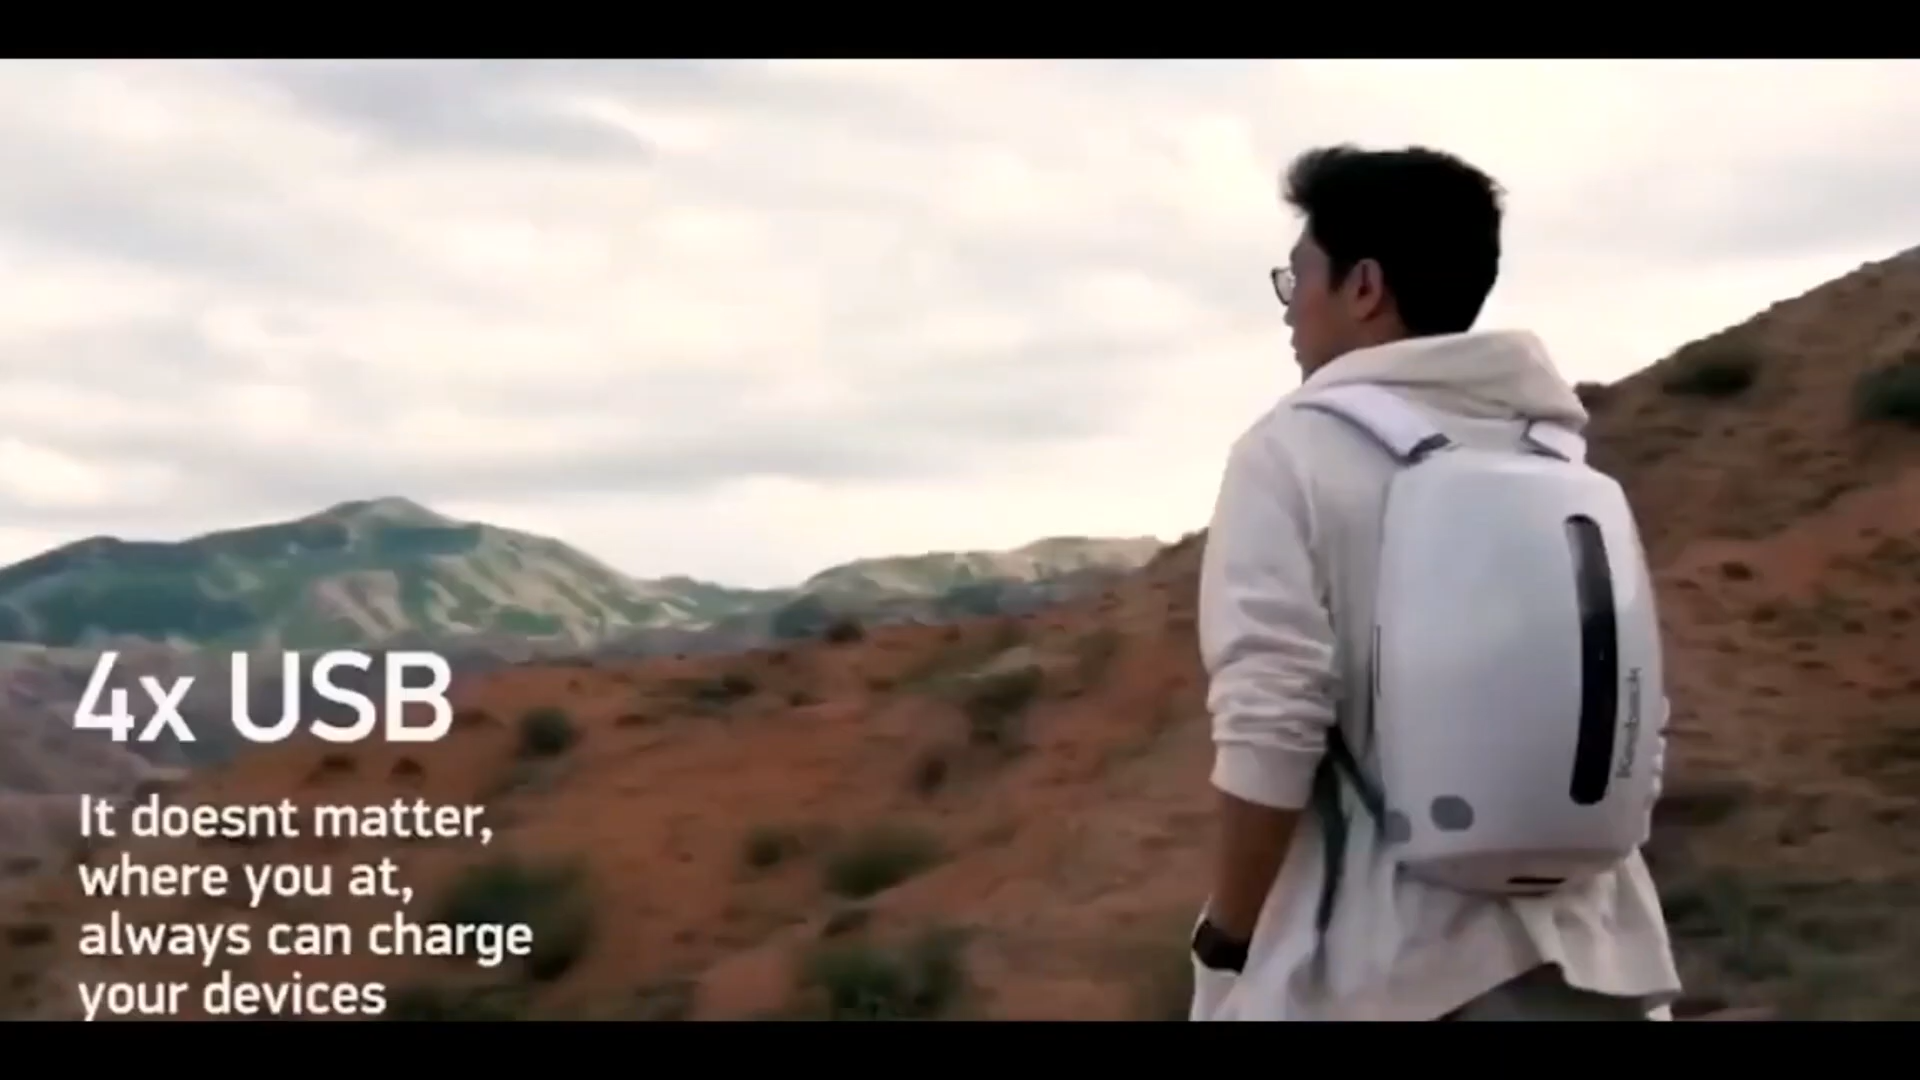 4x USB
It doesnt matter,
where you at,
always can charge
your devices